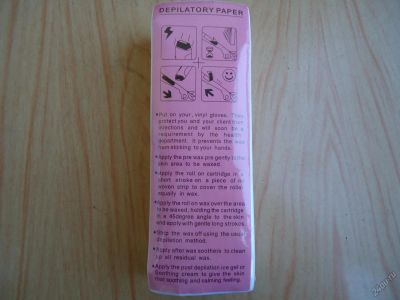 DEPILATORY PAPER
•Put on your, vinyl gloves. They
protect you and your client from
infections and will soon be a
requirement by the health
department. It prevents the wax
from sticking to your hands.
•Apply the pre wax pro gently to the
skin area to be waxed.
•Apply the roll on cartridge in a
short stroke on a piece of
woven strip to cover the roller
equally in wax.
•Apply the roll on wax over the area
to be waxed, holding the cartridge
in a 45degree angle to the skin
and apply with gentle long strokes.
•Strip the wax off using the usual
depilation method.
•Apply after wax soothers to clean
up all residual wax.
•Apply the post depilation ice gel or
Soothing cream to give the skin
that soothing and calming feeling.
24au.ru